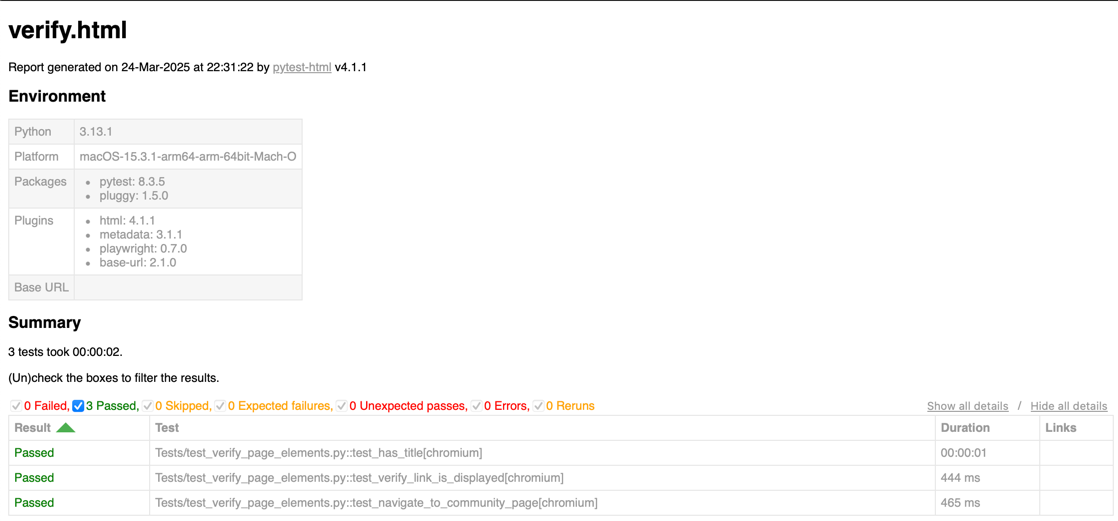 verify.html
Report generated on 24-Mar-2025 at 22:31:22 by pytest-html v4.1.1
Environment
Python 3.13.1
Platform macOS-15.3.1-arm64-arm-64bit-Mach-O
Packages
pytest: 8.3.5
pluggy: 1.5.0
Plugins
html: 4.1.1
metadata: 3.1.1
playwright: 0.7.0
base-url: 2.1.0
Base URL
Summary
3 tests took 00:00:02.
(Un)check the boxes to filter the results.
0 Failed, 3 Passed, 0 Skipped, 0 Expected failures, 0 Unexpected passes, 0 Errors, 0 Reruns Show all details / Hide all details
Result Test Duration Links
Passed Tests/test_verify_page_elements.py::test_has_title[chromium] 00:00:01
Passed Tests/test_verify_page_elements.py::test_verify_link_is_displayed[chromium] 444 ms
Passed Tests/test_verify_page_elements.py::test_navigate_to_community_page[chromium] 465 ms